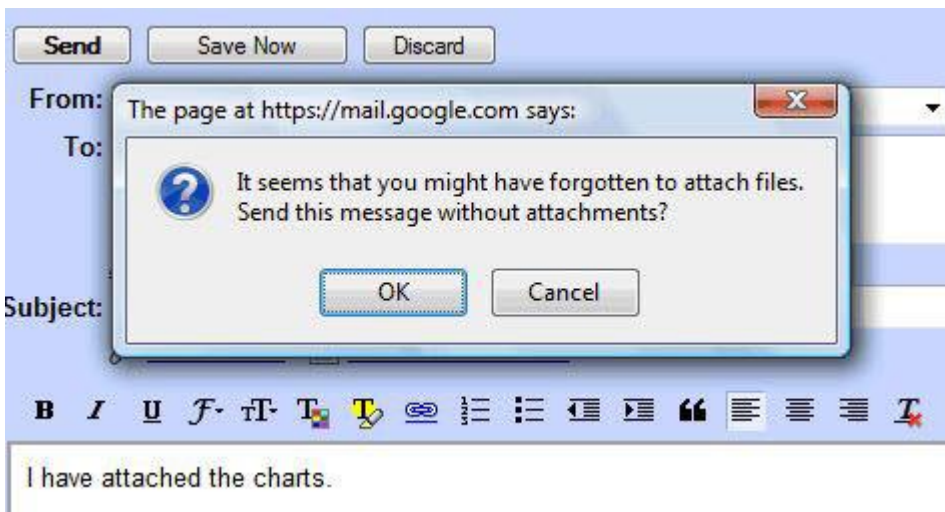 Send Save Now Discard
From:
The page at https://mail.google.com says:
To:
It seems that you might have forgotten to attach files.
Send this message without attachments?
OK Cancel
Subject:
B I U F TT T T
I have attached the charts.